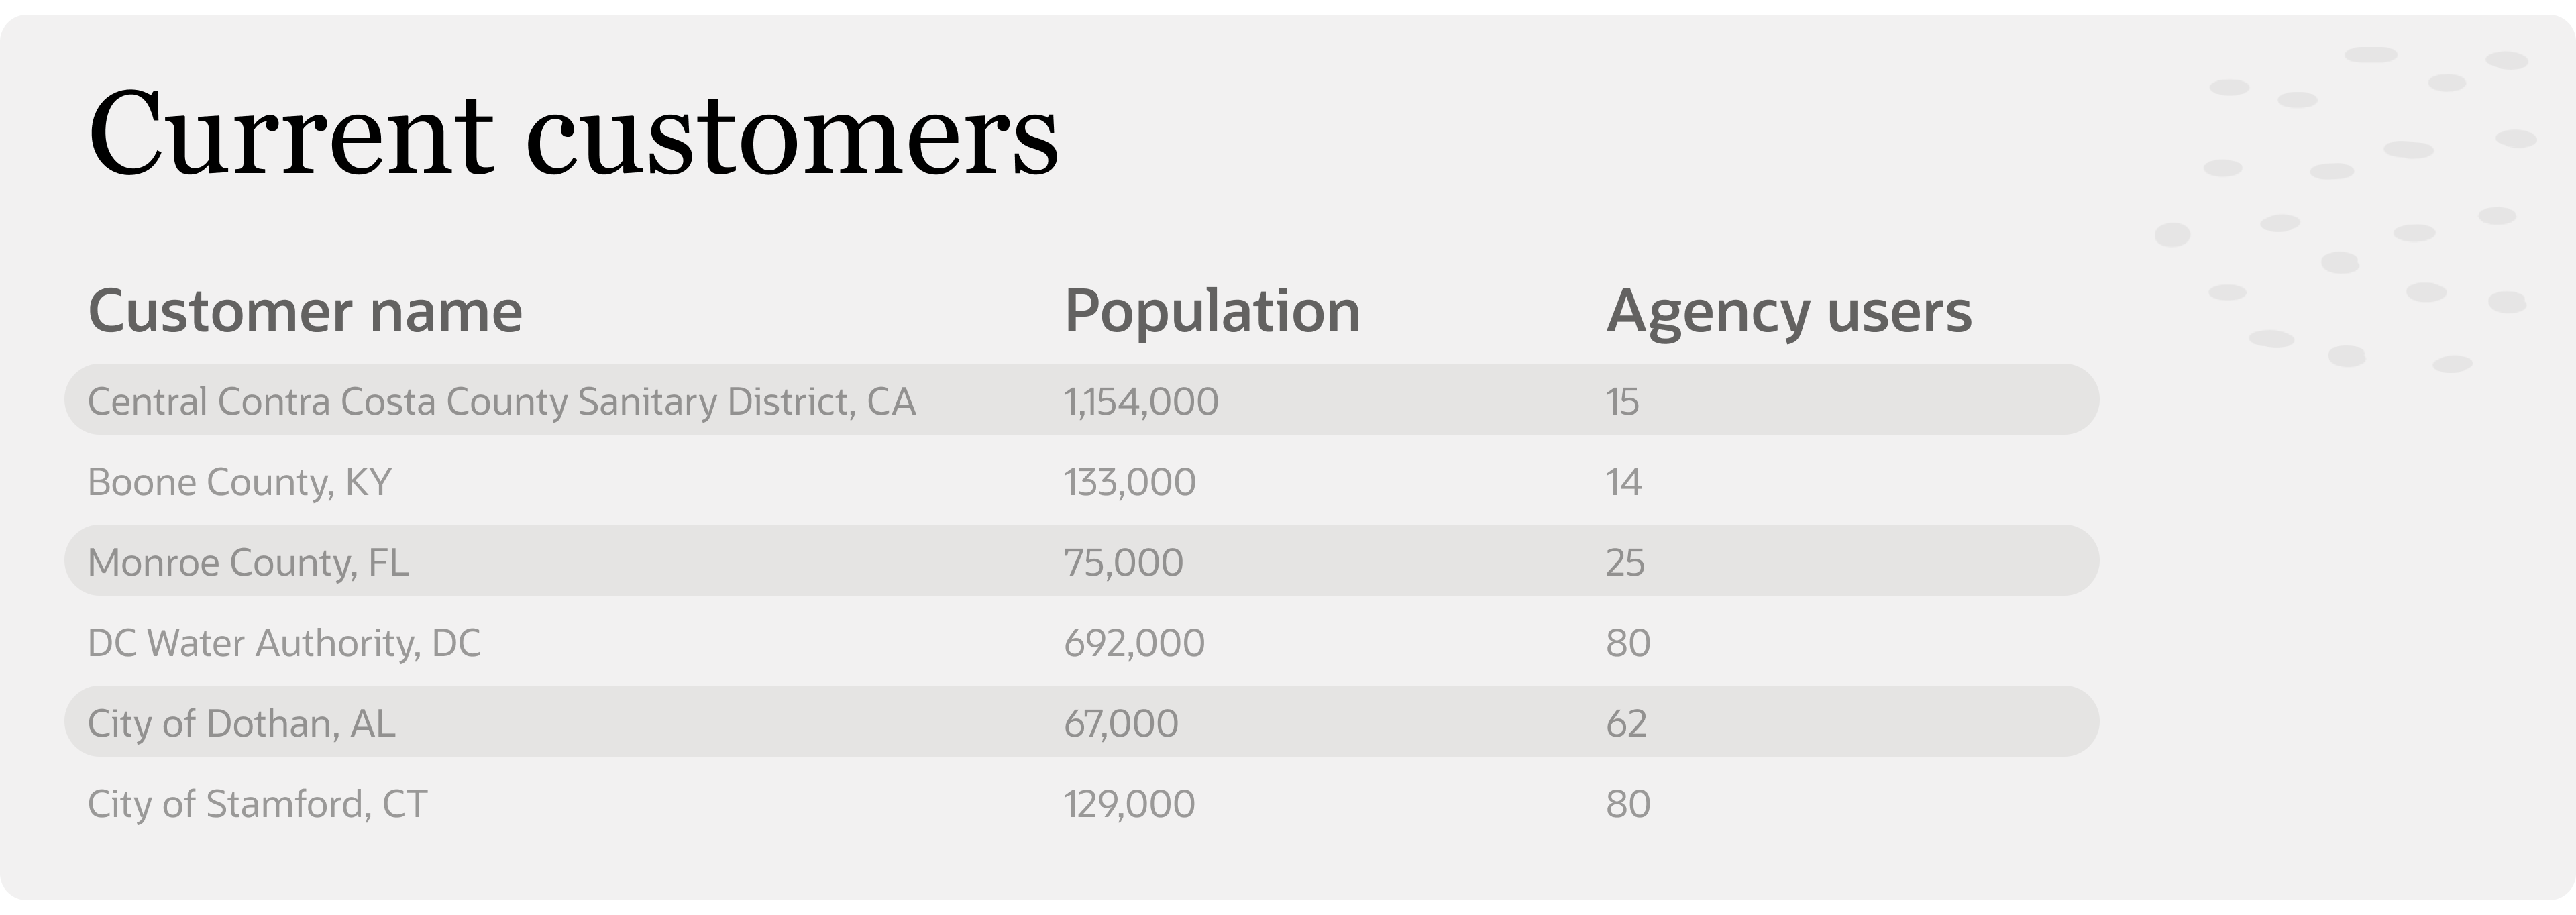 Current customers
Customer name Population Agency users
Central Contra Costa County Sanitary District, CA 1,154,000 15
Boone County, KY 133,000 14
Monroe County, FL 75,000 25
DC Water Authority, DC 692,000 80
City of Dothan, AL 67,000 62
City of Stamford, CT 129,000 80